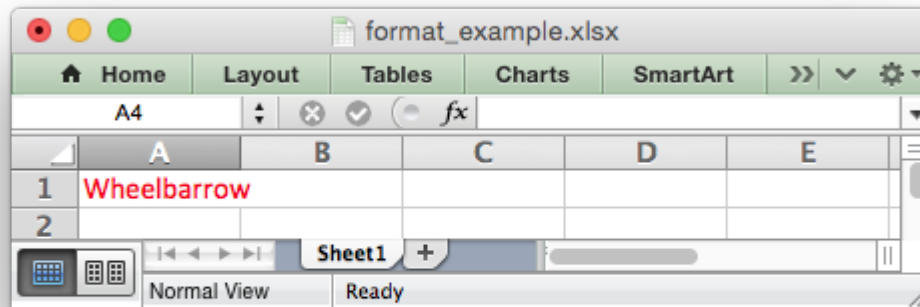 format_example.xlsx
Home Layout Tables Charts SmartArt
A4 fx
A B C D E
1 Wheelbarrow
2
Sheet1 +
Normal View Ready